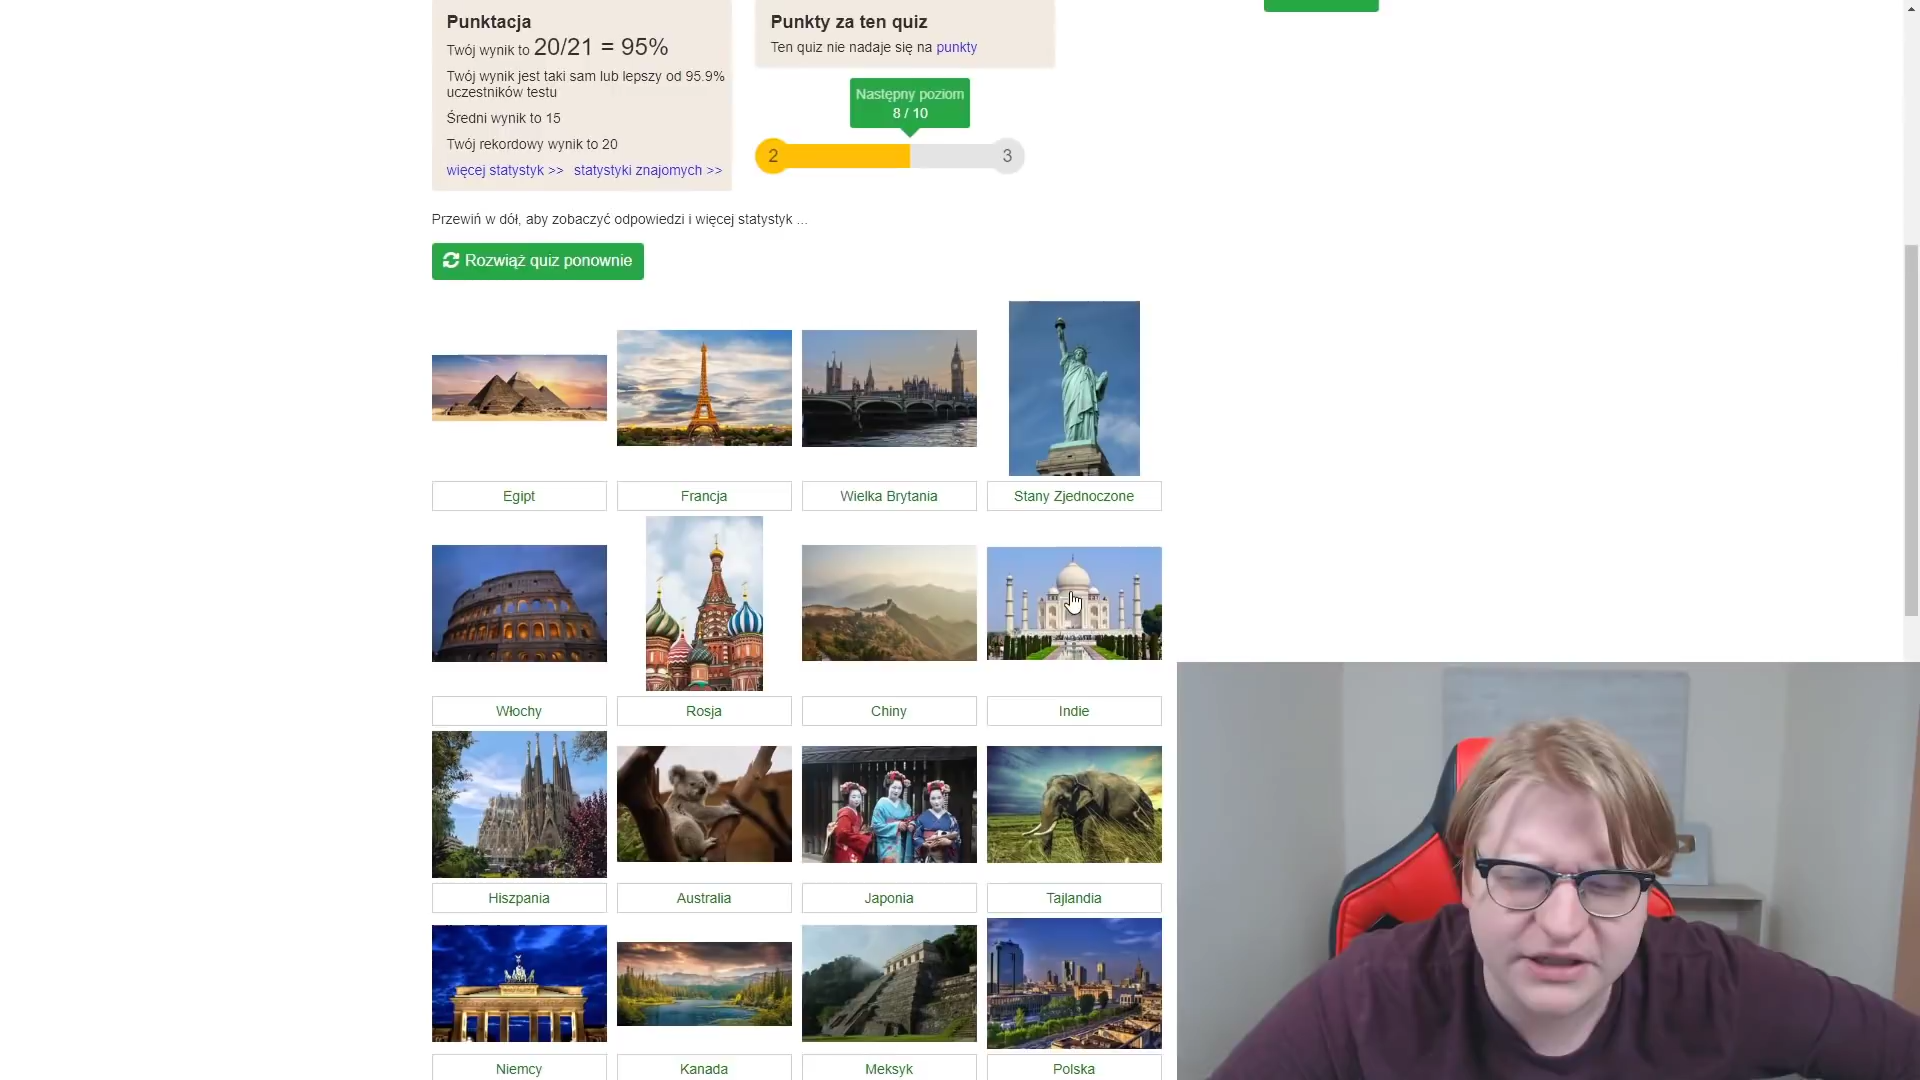 Punktacja
Twój wynik to 20/21 = 95%
Twój wynik jest taki sam lub lepszy od 95.9%
uczestników testu
Średni wynik to 15
Twój rekordowy wynik to 20
więcej statystyk >> statystyki znajomych >>
Punkty za ten quiz
Ten quiz nie nadaje się na punkty
Następny poziom
8 / 10
2 3
Przewiń w dół, aby zobaczyć odpowiedzi i więcej statystyk ...
Rozwiąż quiz ponownie
Egipt Francja Wielka Brytania Stany Zjednoczone
Włochy Rosja Chiny Indie
Hiszpania Australia Japonia Tajlandia
Niemcy Kanada Meksyk Polska